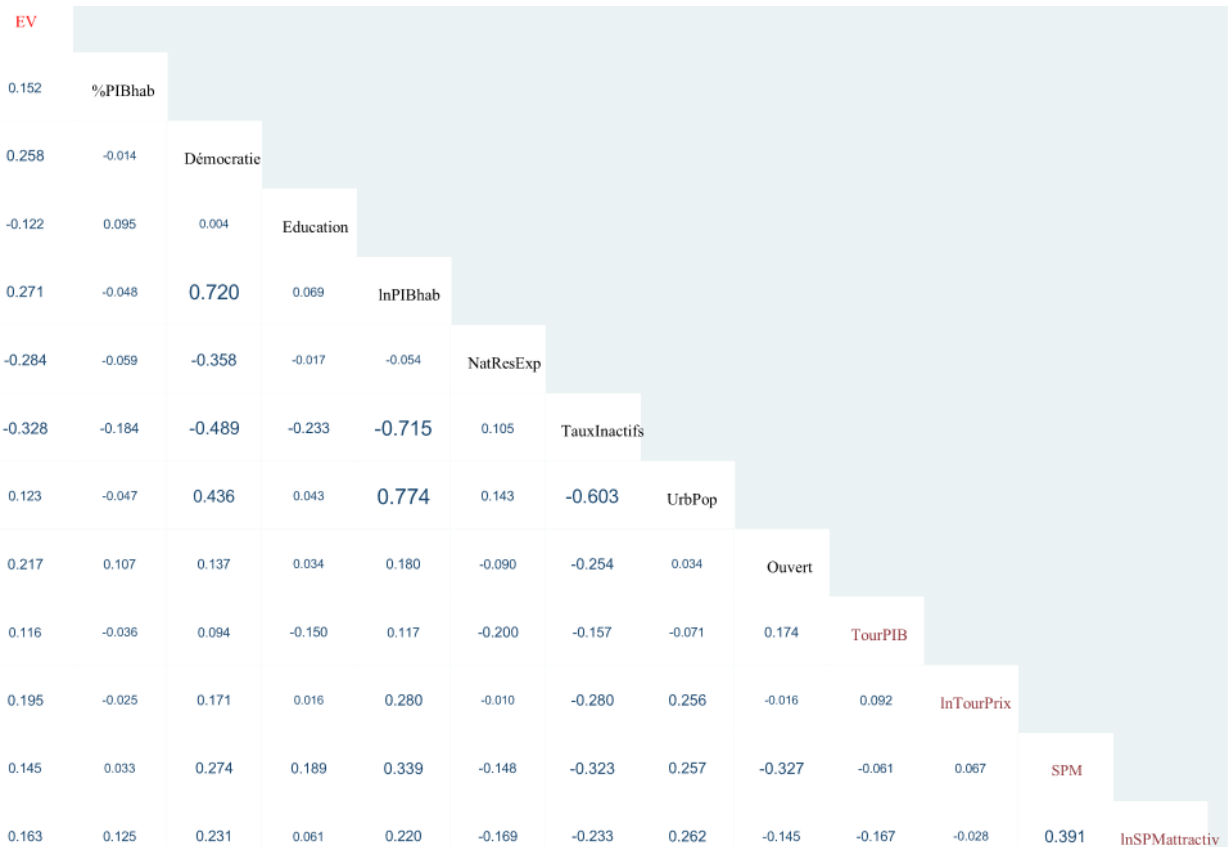 EV
0.152 %PIBhab
0.258 -0.014 Démocratie
-0.122 0.095 0.004 Education
0.271 -0.048 0.720 0.069 lnPIBhab
-0.284 -0.059 -0.358 -0.017 -0.054 NatResExp
-0.328 -0.184 -0.489 -0.233 -0.715 0.105 TauxInactifs
0.123 -0.047 0.436 0.043 0.774 0.143 -0.603 UrbPop
0.217 0.107 0.137 0.034 0.180 -0.090 -0.254 0.034 Ouvert
0.116 -0.036 0.094 -0.150 0.117 -0.200 -0.157 -0.071 0.174 TourPIB
0.195 -0.025 0.171 0.016 0.280 -0.010 -0.280 0.256 -0.016 0.092 lnTourPrix
0.145 0.033 0.274 0.189 0.339 -0.148 -0.323 0.257 -0.327 -0.061 0.067 SPM
0.163 0.125 0.231 0.061 0.220 -0.169 -0.233 0.262 -0.145 -0.167 -0.028 0.391 lnSPMattractiv